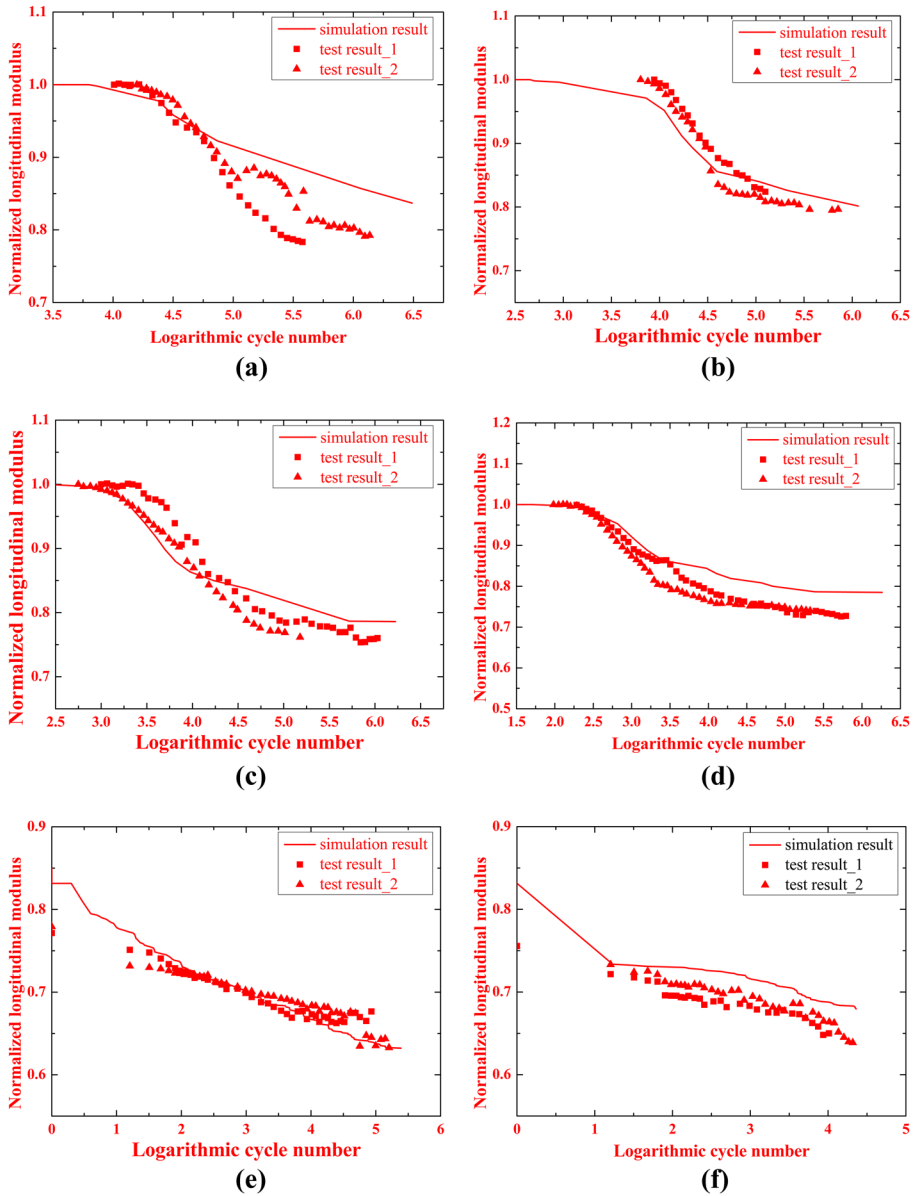 1.1
1.0
0.9
0.8
0.7
Normalized longitudinal modulus
simulation result
test result_1
test result_2
3.5 4.0 4.5 5.0 5.5 6.0 6.5
Logarithmic cycle number
(a)
1.1
1.0
0.9
0.8
0.7
0.6
Normalized longitudinal modulus
simulation result
test result_1
test result_2
2.5 3.0 3.5 4.0 4.5 5.0 5.5 6.0 6.5
Logarithmic cycle number
(b)
1.1
1.0
0.9
0.8
0.7
Normalized longitudinal modulus
simulation result
test result_1
test result_2
2.5 3.0 3.5 4.0 4.5 5.0 5.5 6.0 6.5
Logarithmic cycle number
(c)
1.2
1.1
1.0
0.9
0.8
0.7
0.6
0.5
Normalized longitudinal modulus
simulation result
test result_1
test result_2
1.5 2.0 2.5 3.0 3.5 4.0 4.5 5.0 5.5 6.0 6.5
Logarithmic cycle number
(d)
0.9
0.8
0.7
0.6
Normalized longitudinal modulus
simulation result
test result_1
test result_2
0 1 2 3 4 5 6
Logarithmic cycle number
(e)
0.9
0.8
0.7
0.6
Normalized longitudinal modulus
simulation result
test result_1
test result_2
0 1 2 3 4 5
Logarithmic cycle number
(f)